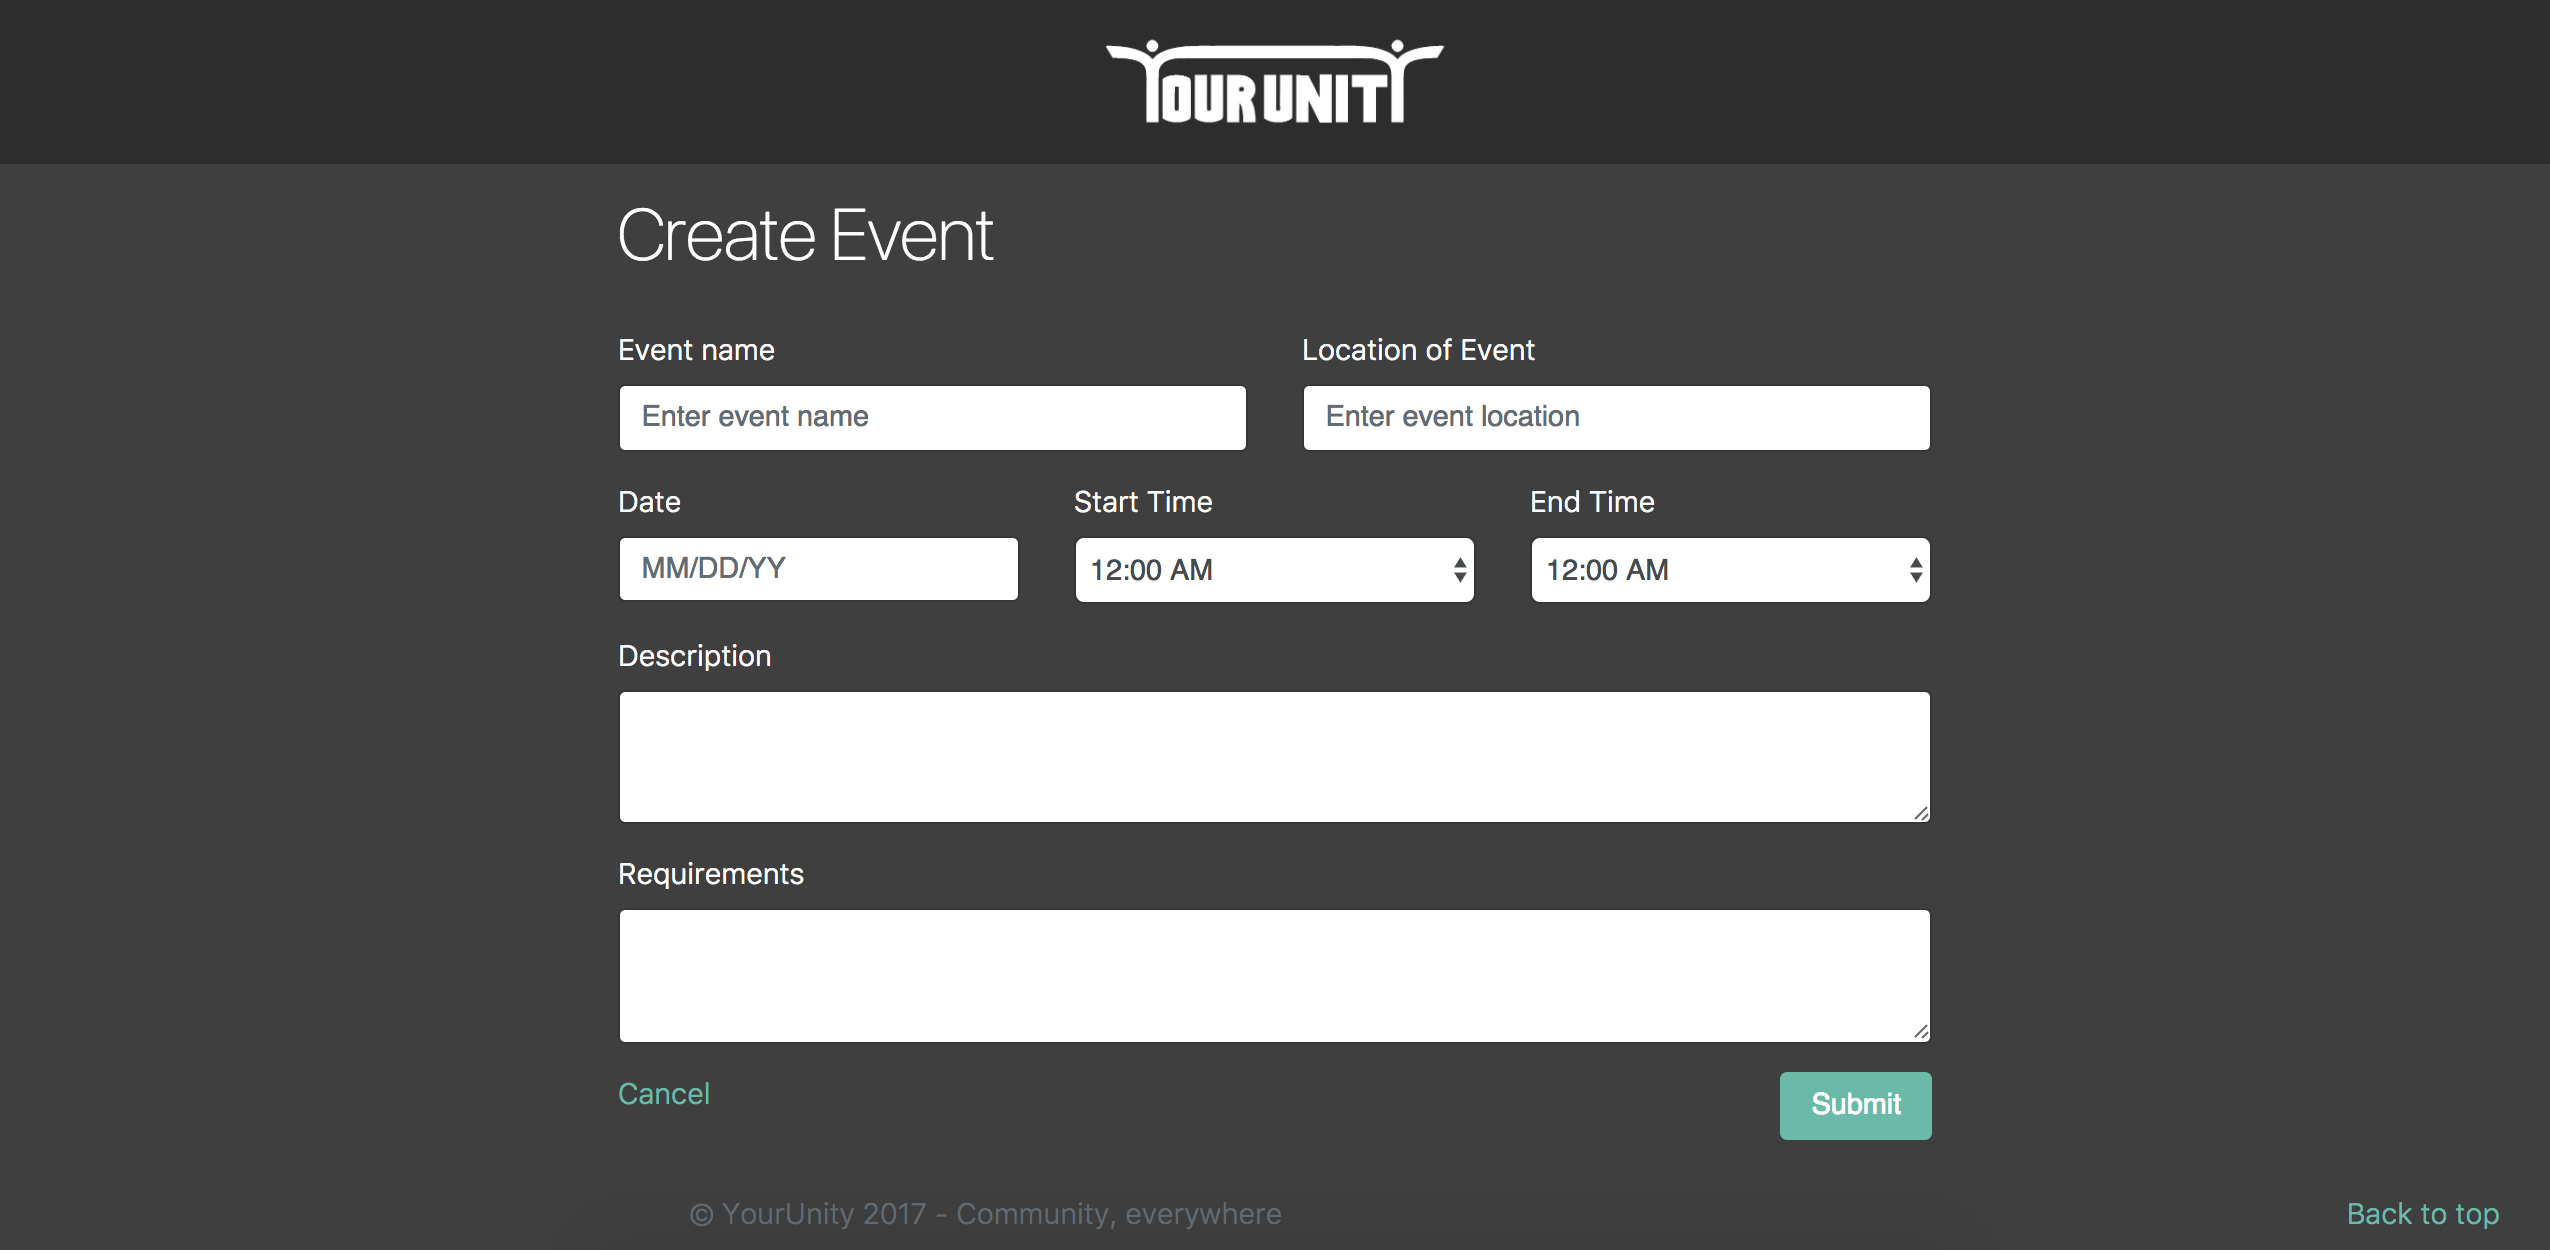 YOUR UNITY
Create Event
Event name
Location of Event
Enter event name
Enter event location
Date
Start Time
End Time
MM/DD/YY
12:00 AM
12:00 AM
Description
Requirements
Cancel
Submit
© YourUnity 2017 - Community, everywhere
Back to top